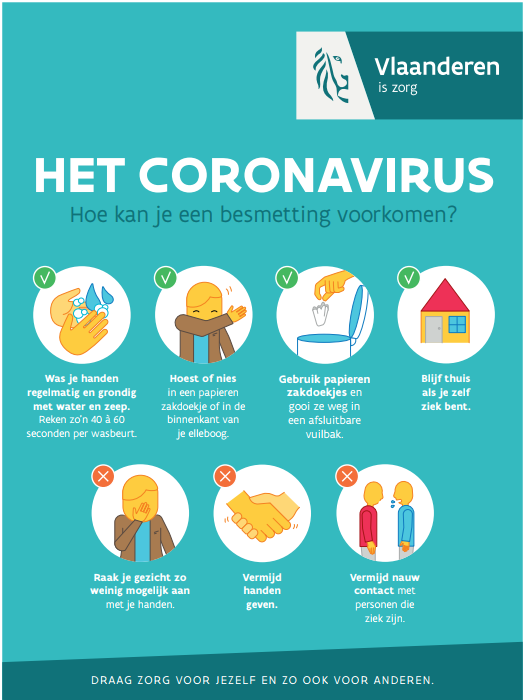 Vlaanderen
is zorg
HET CORONAVIRUS
Hoe kan je een besmetting voorkomen?
Was je handen
regelmatig en grondig
met water en zeep.
Reken zo'n 40 à 60
seconden per wasbeurt.
Hoest of nies
in een papieren
zakdoekje of in de
binnenkant van
je elleboog.
Gebruik papieren
zakdoekjes en
gooi ze weg in
een afsluitbare
vuilbak.
Blijf thuis
als je zelf
ziek bent.
Raak je gezicht zo
weinig mogelijk aan
met je handen.
Vermijd
handen
geven.
Vermijd nauw
contact met
personen die
ziek zijn.
DRAAG ZORG VOOR JEZELF EN ZO OOK VOOR ANDEREN.